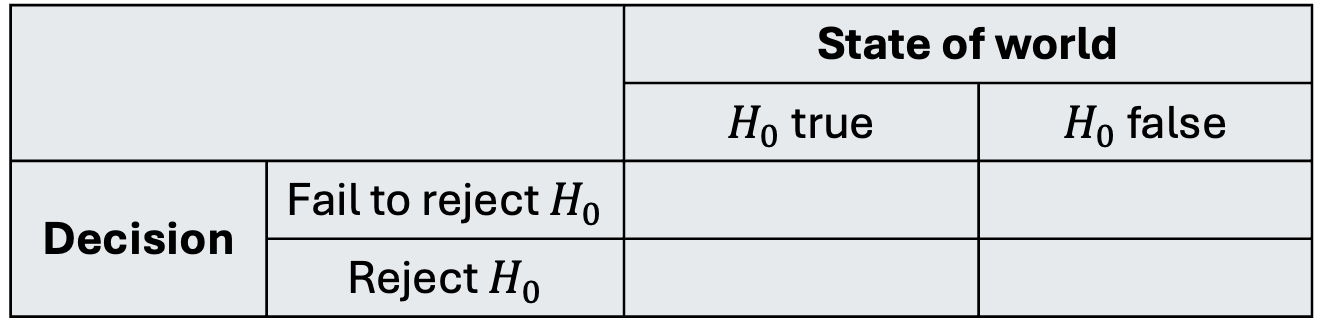 State of world
H₀ true
H₀ false
Decision
Fail to reject H₀
Reject H₀